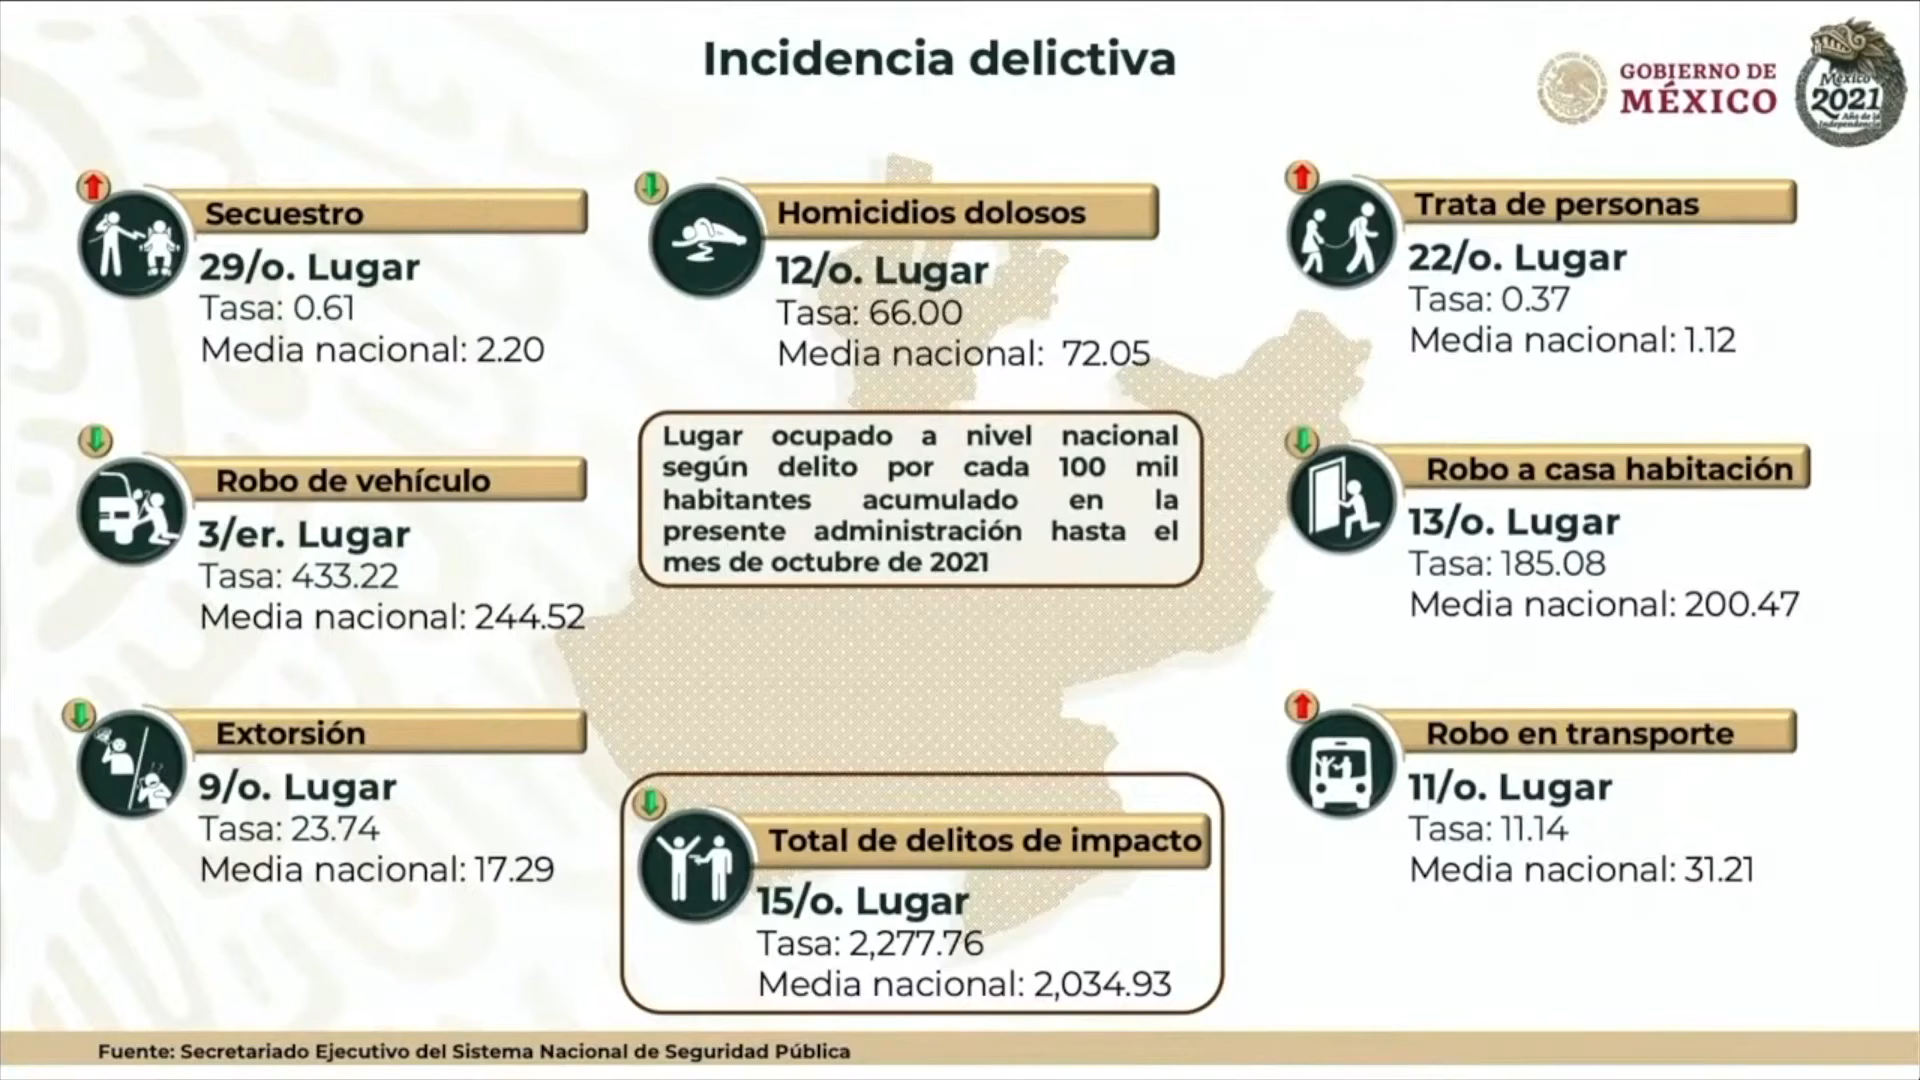 Incidencia delictiva
GOBIERNO DE
MÉXICO
México
2021
Año de la
Independencia
Secuestro
29/o. Lugar
Tasa: 0.61
Media nacional: 2.20
Homicidios dolosos
12/o. Lugar
Tasa: 66.00
Media nacional: 72.05
Trata de personas
22/o. Lugar
Tasa: 0.37
Media nacional: 1.12
Robo de vehículo
3/er. Lugar
Tasa: 433.22
Media nacional: 244.52
Lugar ocupado a nivel nacional
según delito por cada 100 mil
habitantes acumulado en la
presente administración hasta el
mes de octubre de 2021
Robo a casa habitación
13/o. Lugar
Tasa: 185.08
Media nacional: 200.47
Extorsión
9/o. Lugar
Tasa: 23.74
Media nacional: 17.29
Total de delitos de impacto
15/o. Lugar
Tasa: 2,277.76
Media nacional: 2,034.93
Robo en transporte
11/o. Lugar
Tasa: 11.14
Media nacional: 31.21
Fuente: Secretariado Ejecutivo del Sistema Nacional de Seguridad Pública